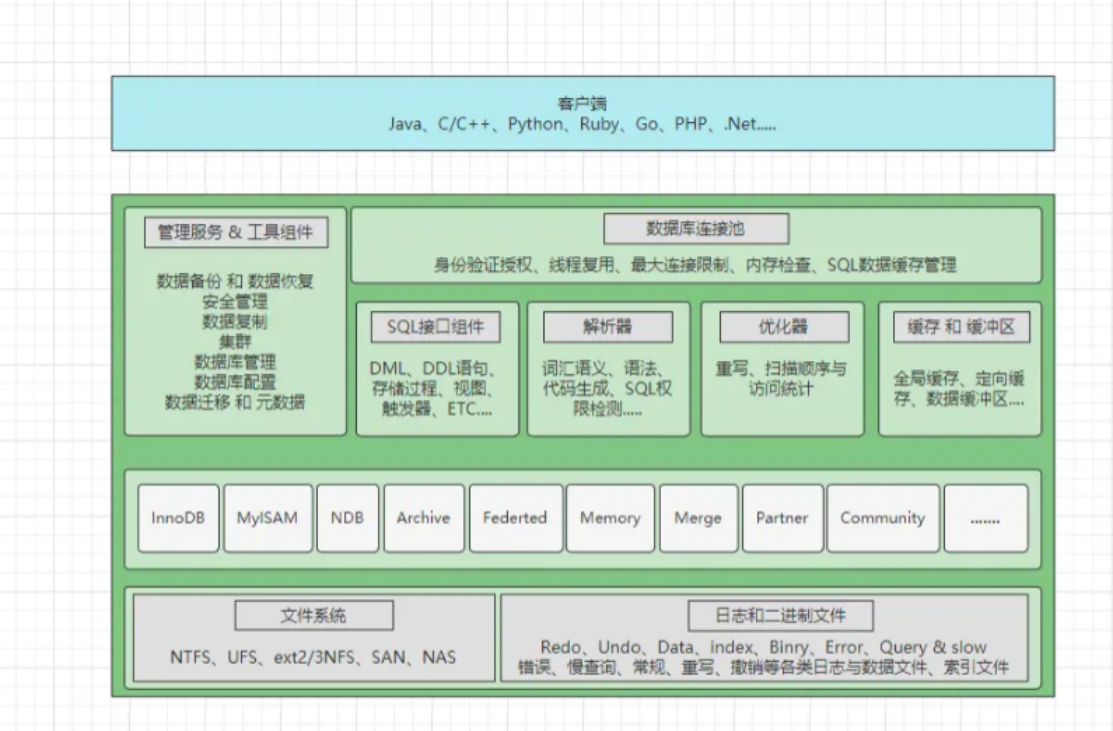 客户端
Java、C/C++、Python、Ruby、Go、PHP、.Net.....
管理服务 & 工具组件
数据备份 和 数据恢复
安全管理
数据复制
集群
数据库管理
数据库配置
数据迁移 和 元数据
数据库连接池
身份验证授权、线程复用、最大连接限制、内存检查、SQL数据缓存管理
SQL接口组件
DML、DDL语句、
存储过程、视图、
触发器、ETC....
解析器
词汇语义、语法、
代码生成、SQL权
限检测.....
优化器
重写、扫描顺序与
访问统计
缓存 和 缓冲区
全局缓存、定向缓
存、数据缓冲区....
InnoDB
MyISAM
NDB
Archive
Federted
Memory
Merge
Partner
Community
.......
文件系统
NTFS、UFS、ext2/3NFS、SAN、NAS
日志和二进制文件
Redo、Undo、Data、index、Binry、Error、Query & slow
错误、慢查询、常规、重写、撤销等各类日志与数据文件、索引文件